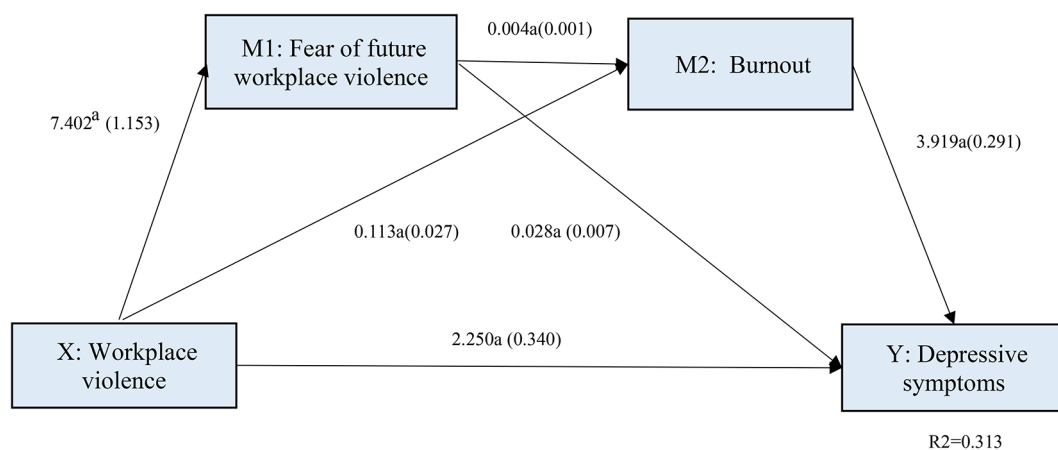 0.004a(0.001)
M1: Fear of future
workplace violence
M2: Burnout
7.402a (1.153)
3.919a(0.291)
0.113a(0.027)
0.028a (0.007)
2.250a (0.340)
X: Workplace
violence
Y: Depressive
symptoms
R2=0.313